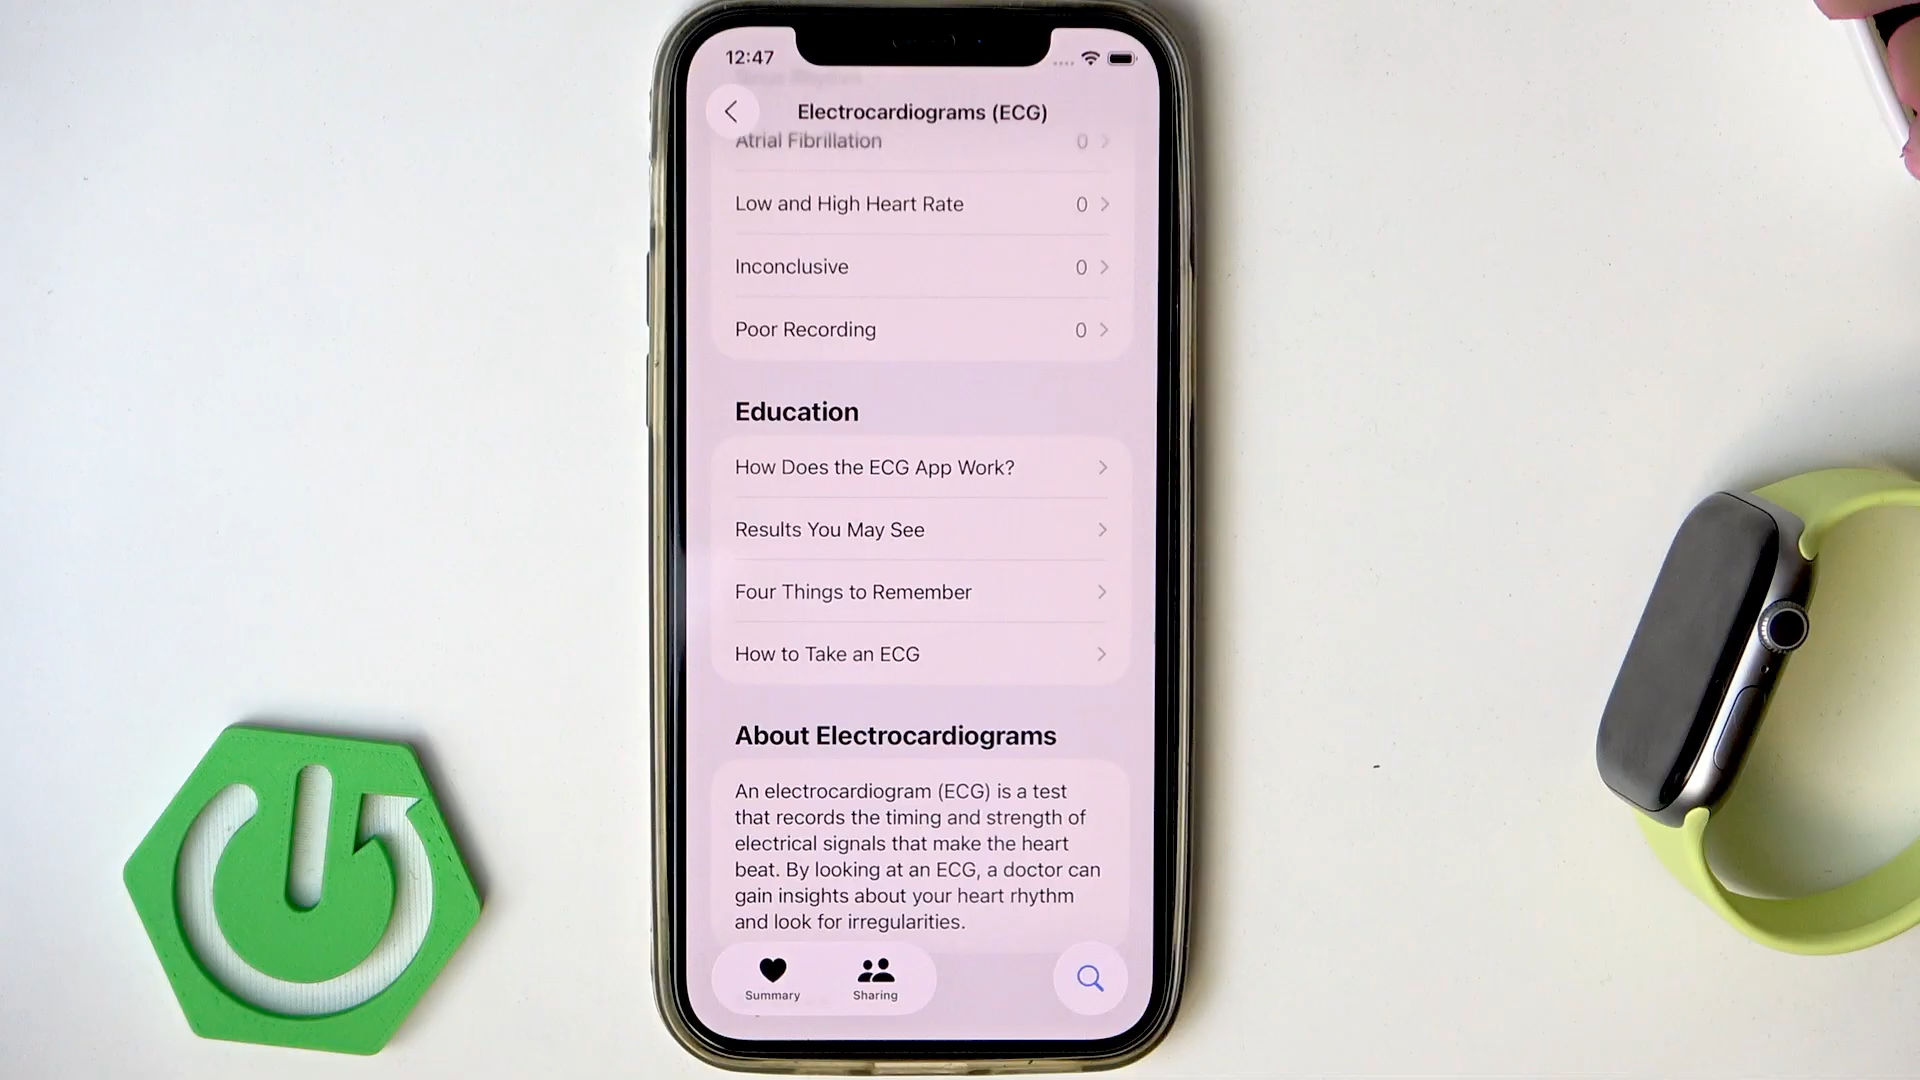 12:47
Electrocardiograms (ECG)
Atrial Fibrillation 0
Low and High Heart Rate 0
Inconclusive 0
Poor Recording 0
Education
How Does the ECG App Work?
Results You May See
Four Things to Remember
How to Take an ECG
About Electrocardiograms
An electrocardiogram (ECG) is a test
that records the timing and strength of
electrical signals that make the heart
beat. By looking at an ECG, a doctor can
gain insights about your heart rhythm
and look for irregularities.
Summary Sharing